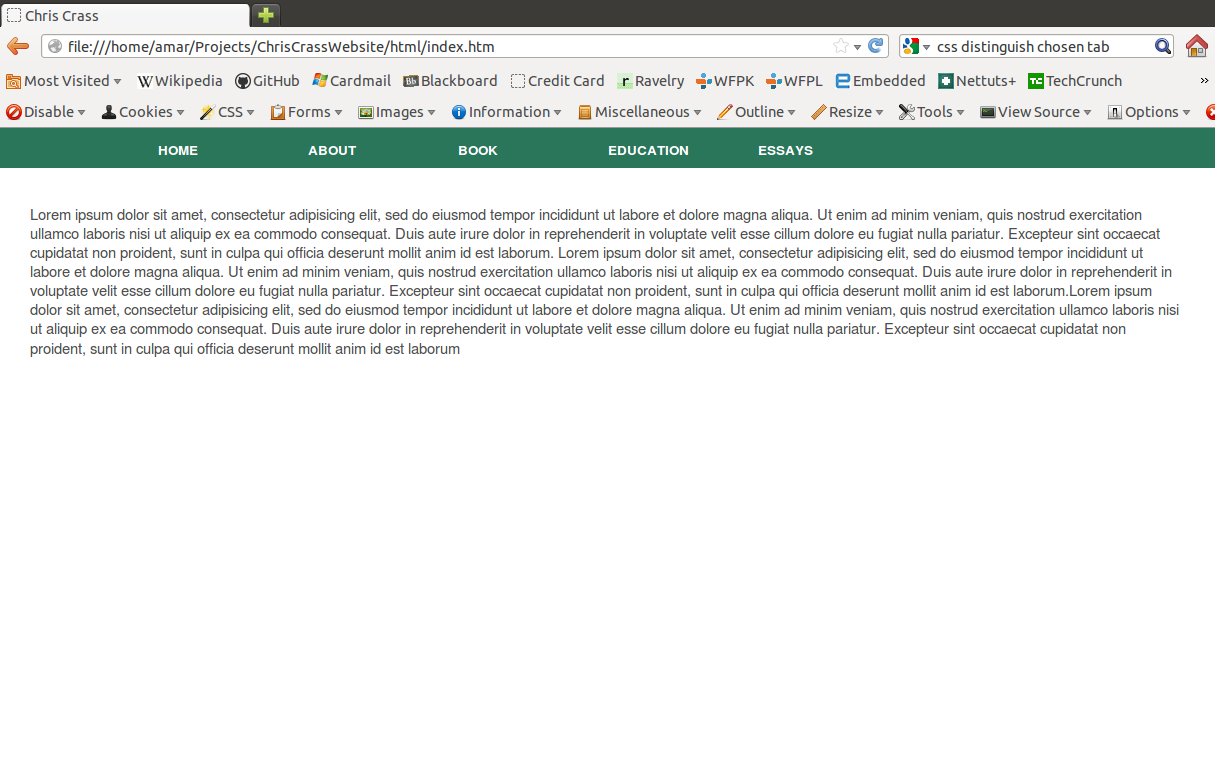 Chris Crass
file:///home/amar/Projects/ChrisCrassWebsite/html/index.htm css distinguish chosen tab
Most Visited Wikipedia GitHub Cardmail Bb Blackboard Credit Card r Ravelry WFPK WFPL Embedded Nettuts+ TC TechCrunch »
Disable Cookies CSS Forms Images Information Miscellaneous Outline Resize Tools View Source Options
HOME ABOUT BOOK EDUCATION ESSAYS
Lorem ipsum dolor sit amet, consectetur adipisicing elit, sed do eiusmod tempor incididunt ut labore et dolore magna aliqua. Ut enim ad minim veniam, quis nostrud exercitation
ullamco laboris nisi ut aliquip ex ea commodo consequat. Duis aute irure dolor in reprehenderit in voluptate velit esse cillum dolore eu fugiat nulla pariatur. Excepteur sint occaecat
cupidatat non proident, sunt in culpa qui officia deserunt mollit anim id est laborum. Lorem ipsum dolor sit amet, consectetur adipisicing elit, sed do eiusmod tempor incididunt ut
labore et dolore magna aliqua. Ut enim ad minim veniam, quis nostrud exercitation ullamco laboris nisi ut aliquip ex ea commodo consequat. Duis aute irure dolor in reprehenderit in
voluptate velit esse cillum dolore eu fugiat nulla pariatur. Excepteur sint occaecat cupidatat non proident, sunt in culpa qui officia deserunt mollit anim id est laborum.Lorem ipsum
dolor sit amet, consectetur adipisicing elit, sed do eiusmod tempor incididunt ut labore et dolore magna aliqua. Ut enim ad minim veniam, quis nostrud exercitation ullamco laboris nisi
ut aliquip ex ea commodo consequat. Duis aute irure dolor in reprehenderit in voluptate velit esse cillum dolore eu fugiat nulla pariatur. Excepteur sint occaecat cupidatat non
proident, sunt in culpa qui officia deserunt mollit anim id est laborum